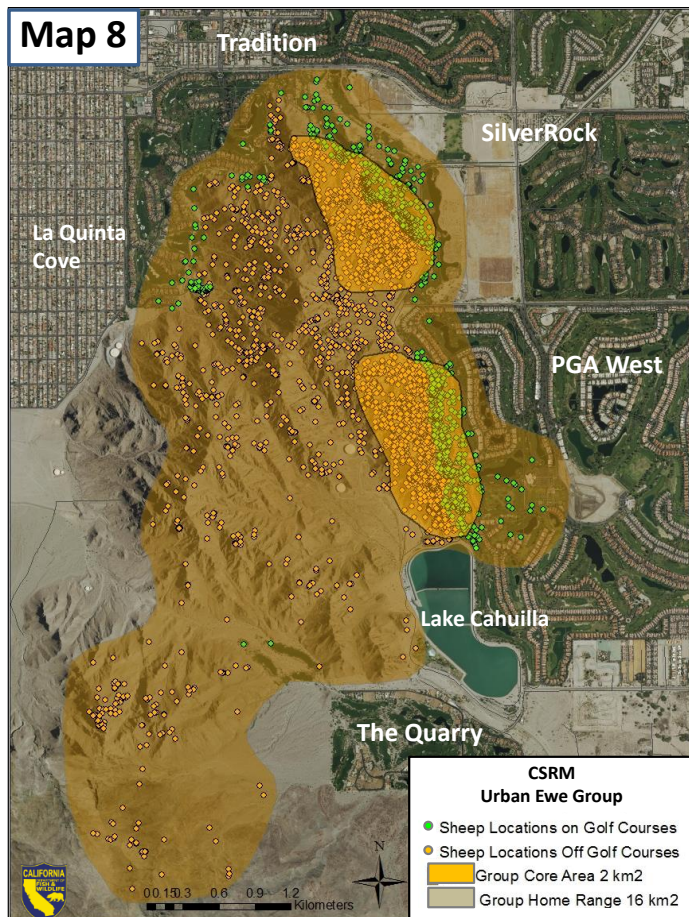 Map 8
Tradition
SilverRock
La Quinta
Cove
PGA West
Lake Cahuilla
The Quarry
CSRM
Urban Ewe Group
Sheep Locations on Golf Courses
Sheep Locations Off Golf Courses
Group Core Area 2 km2
Group Home Range 16 km2
N
0 0.15 0.3 0.6 0.9 1.2
Kilometers
CALIFORNIA
FISH &
WILDLIFE